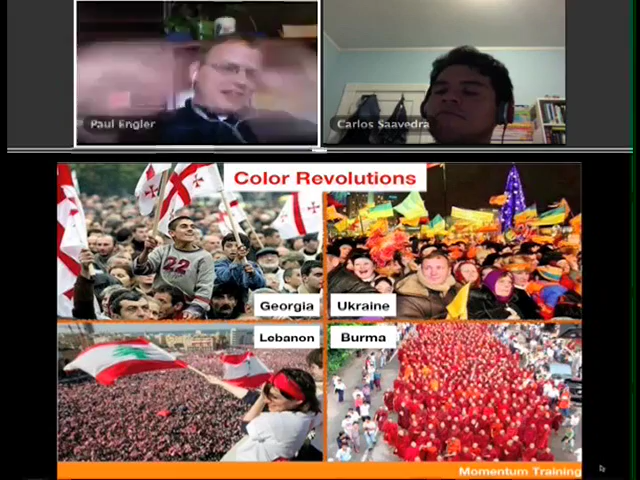 Paul Engler
Carlos Saavedra
Color Revolutions
22
Georgia
Ukraine
Lebanon
Burma
Momentum Training